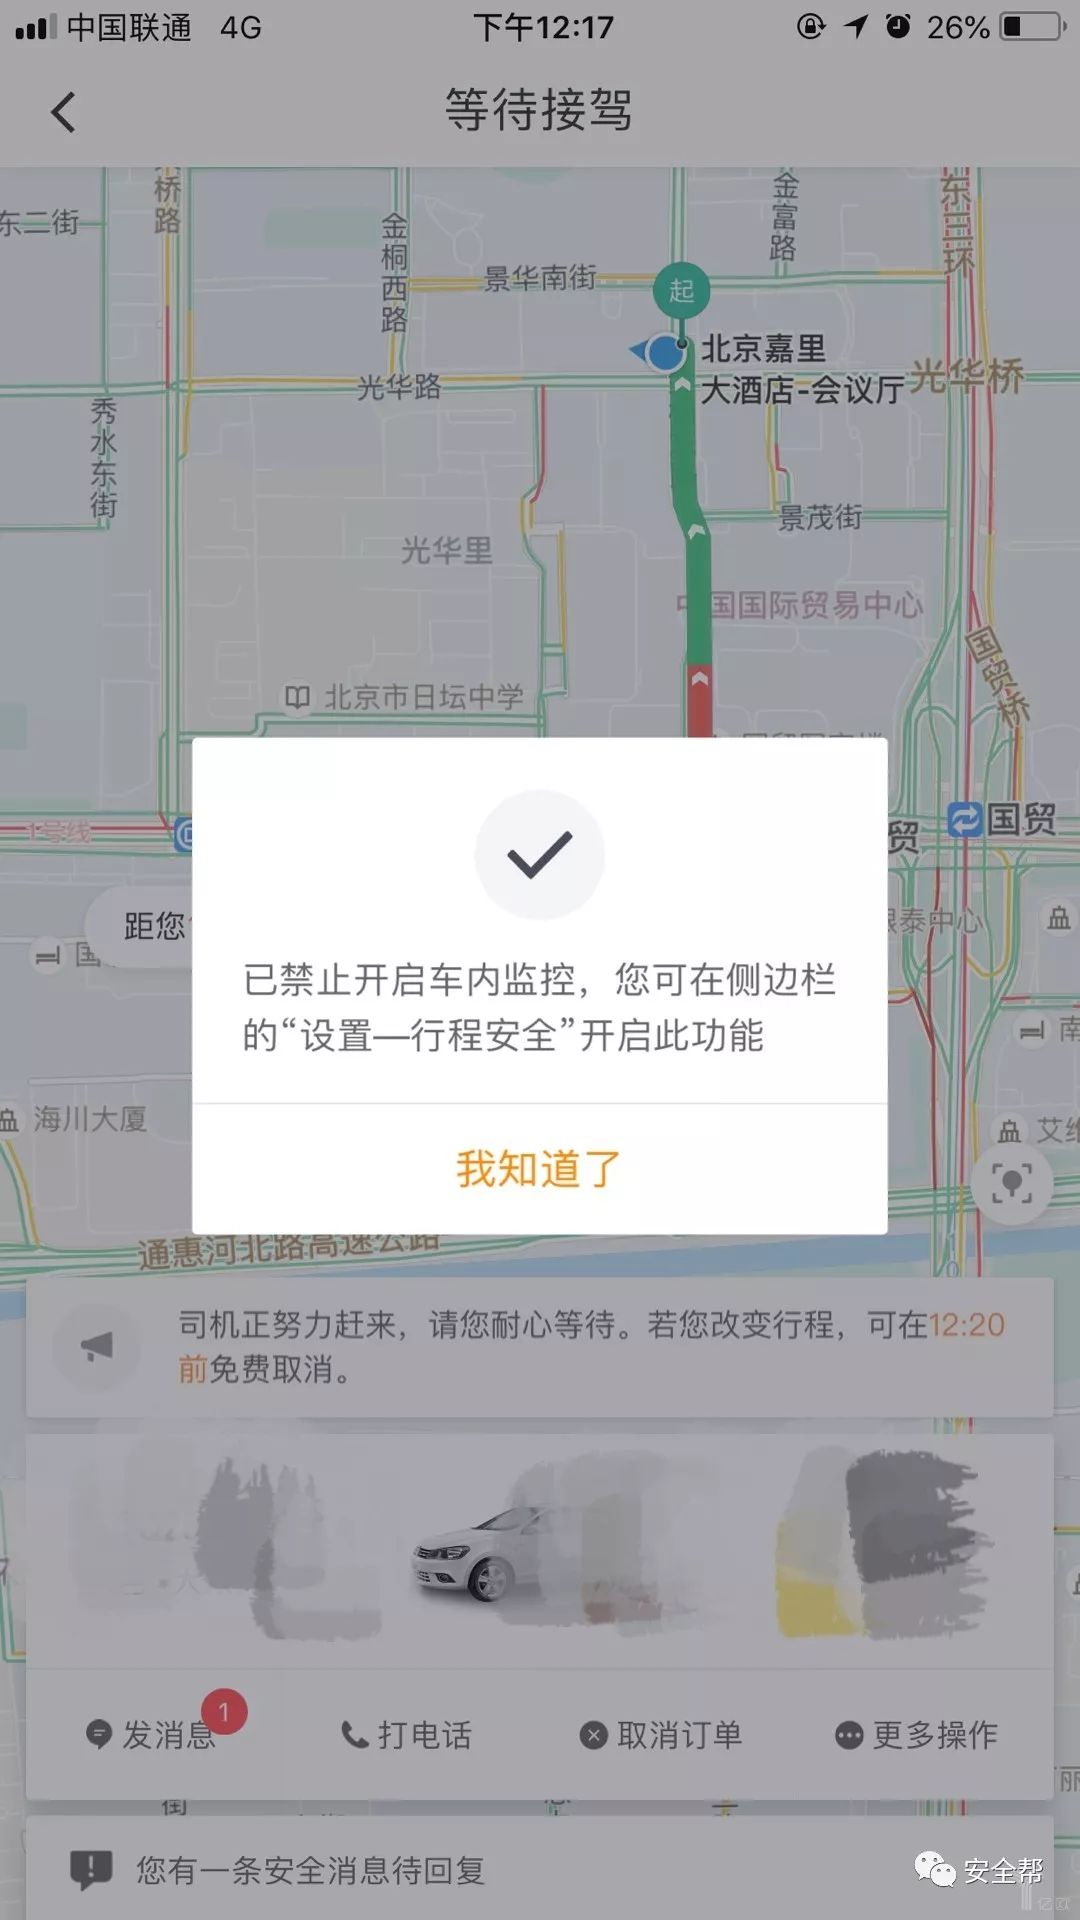 中国联通 4G 下午12:17 26%
等待接驾
东二街
桥路
金桐西路
景华南街
金富路
东三环
起
北京嘉里
大酒店-会议厅
光华桥
光华路
秀水东街
景茂街
光华里
中国国际贸易中心
国贸桥
北京市日坛中学
1号线
国贸
贸
距您
银泰中心
已禁止开启车内监控，您可在侧边栏
的“设置—行程安全”开启此功能
南
海川大厦
艾维
我知道了
通惠河北路高速公路
司机正努力赶来，请您耐心等待。若您改变行程，可在12:20
前免费取消。
发消息 1 打电话 取消订单 更多操作
街
丽
您有一条安全消息待回复
安全帮
亿欧